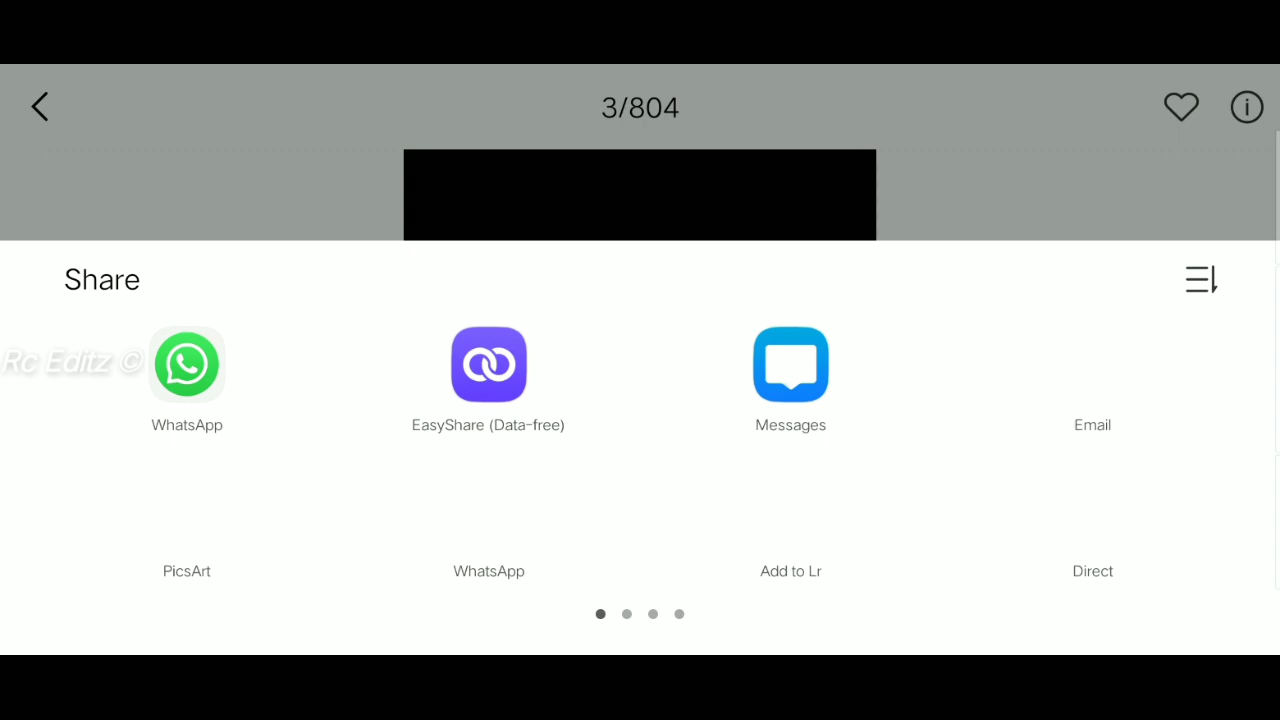 3/804
Share
Rc Editz ©
WhatsApp
EasyShare (Data-free)
Messages
Email
PicsArt
WhatsApp
Add to Lr
Direct